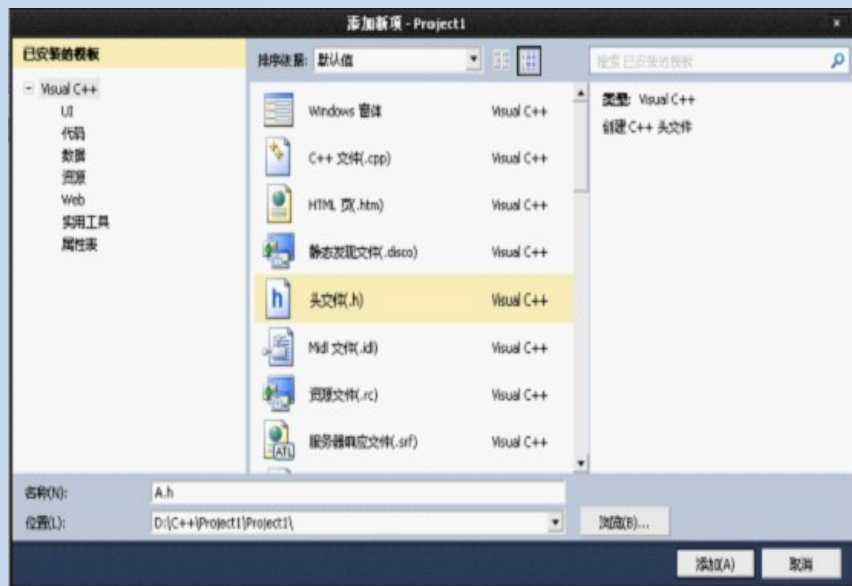 添加新项 - Project1
已安装的模板
Visual C++
UI
代码
数据
资源
Web
实用工具
属性表
排序依据: 默认值
搜索 已安装的模板
Windows 窗体 Visual C++
C++ 文件(.cpp) Visual C++
HTML 页(.htm) Visual C++
静态发现文件(.disco) Visual C++
头文件(.h) Visual C++
Midl 文件(.idl) Visual C++
资源文件(.rc) Visual C++
服务器响应文件(.srf) Visual C++
类型: Visual C++
创建 C++ 头文件
名称(N): A.h
位置(L): D:\C++\Project1\Project1\
浏览(B)...
添加(A) 取消